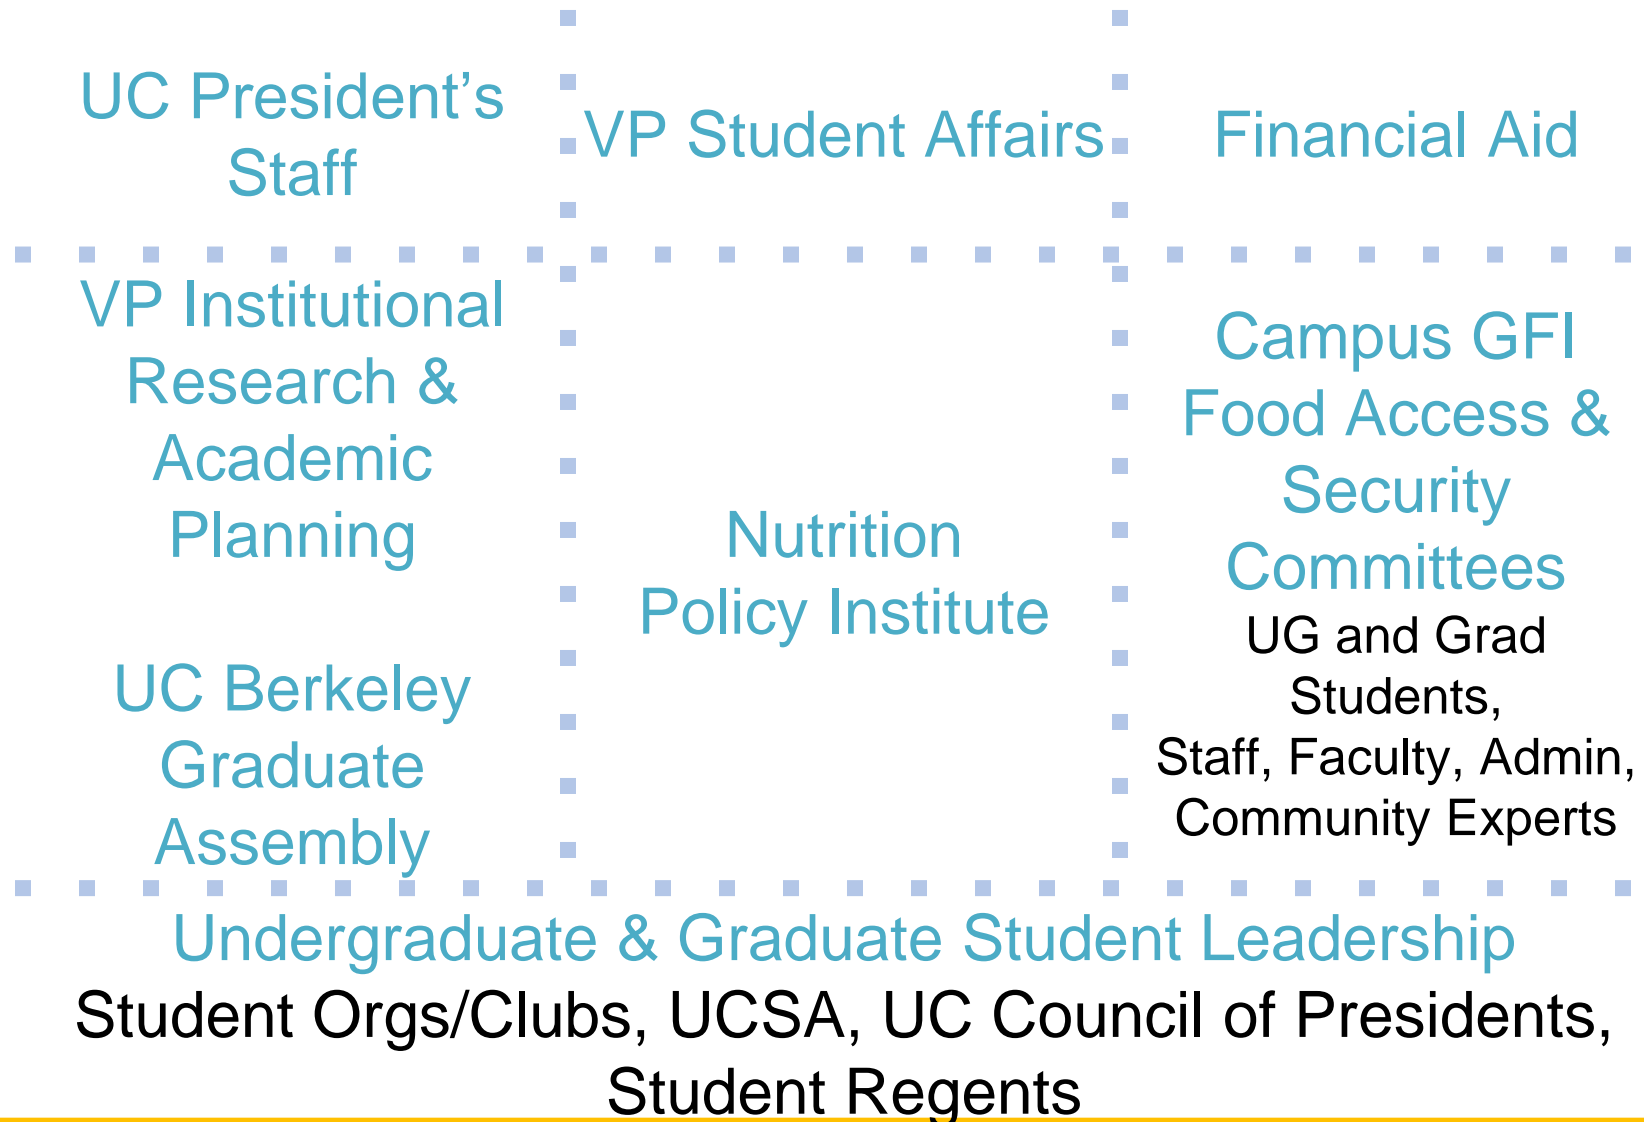 UC President’s
Staff
VP Student Affairs
Financial Aid
VP Institutional
Research &
Academic
Planning
UC Berkeley
Graduate
Assembly
Nutrition
Policy Institute
Campus GFI
Food Access &
Security
Committees
UG and Grad
Students,
Staff, Faculty, Admin,
Community Experts
Undergraduate & Graduate Student Leadership
Student Orgs/Clubs, UCSA, UC Council of Presidents,
Student Regents